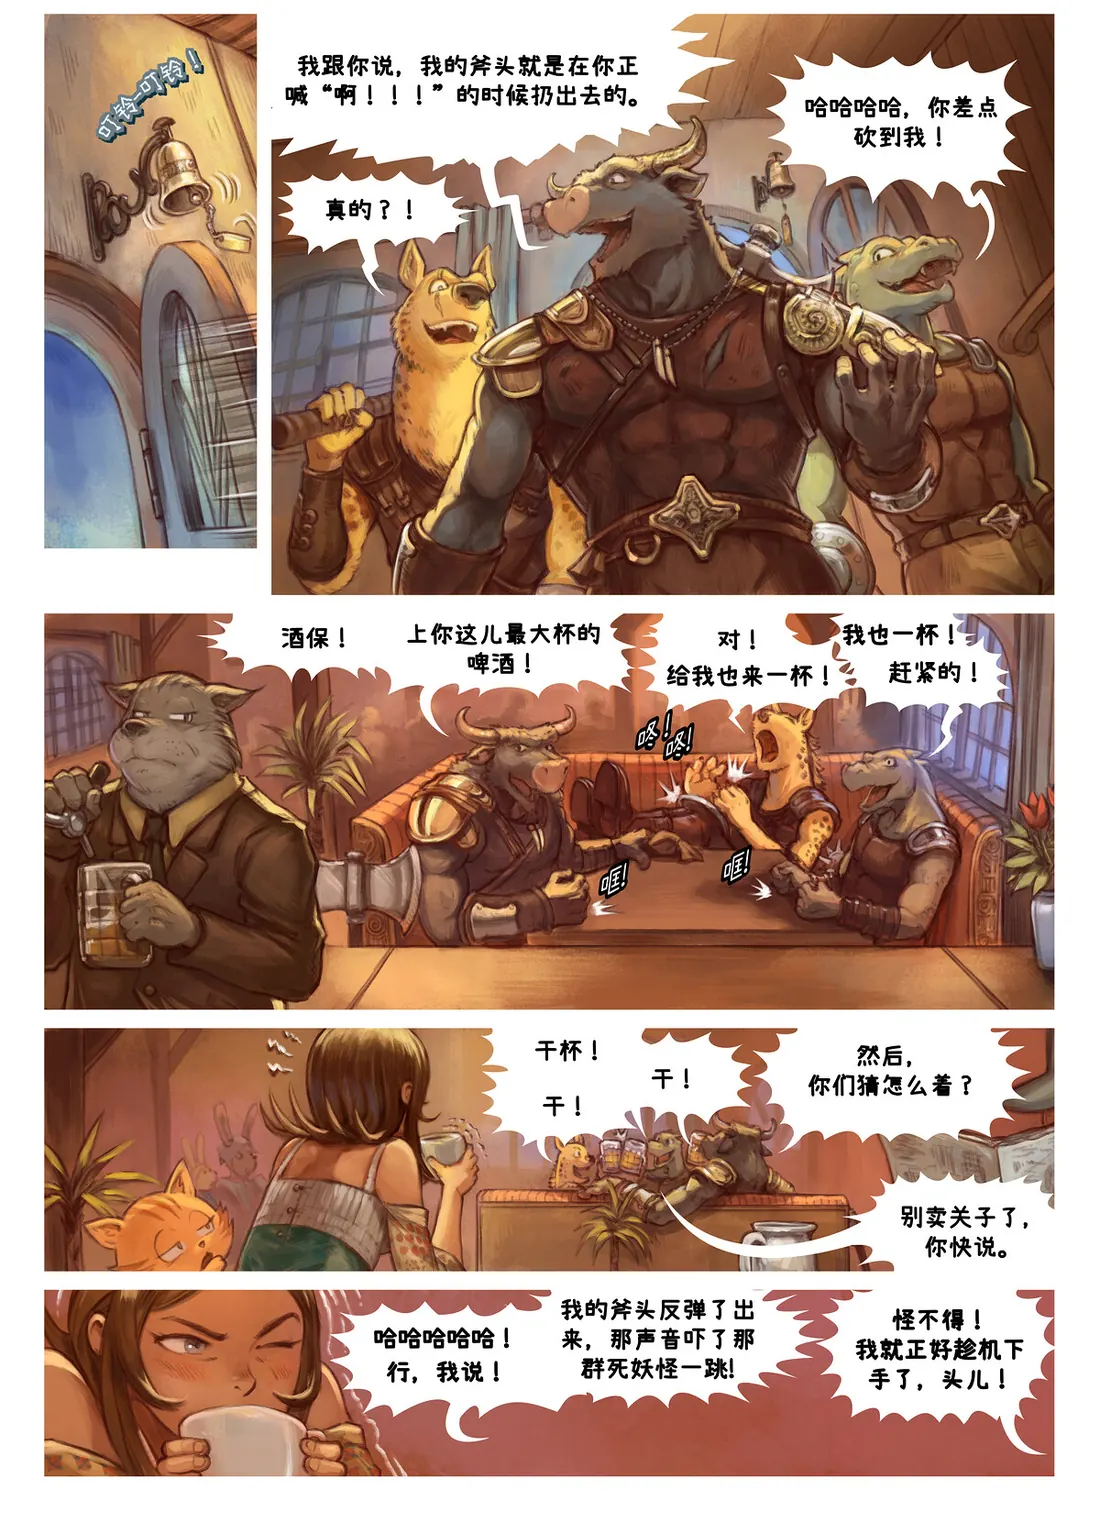 叮铃-叮铃！
我跟你说，我的斧头就是在你正
喊“啊！！！”的时候扔出去的。
哈哈哈哈，你差点
砍到我！
真的？！
酒保！
上你这儿最大杯的
啤酒！
对！
给我也来一杯！
我也一杯！
赶紧的！
咚！
咚！
哐！
哐！
干杯！
干！
干！
然后，
你们猜怎么着？
别卖关子了，
你快说。
哈哈哈哈哈！
行，我说！
我的斧头反弹了出
来，那声音吓了那
群死妖怪一跳!
怪不得！
我就正好趁机下
手了，头儿！